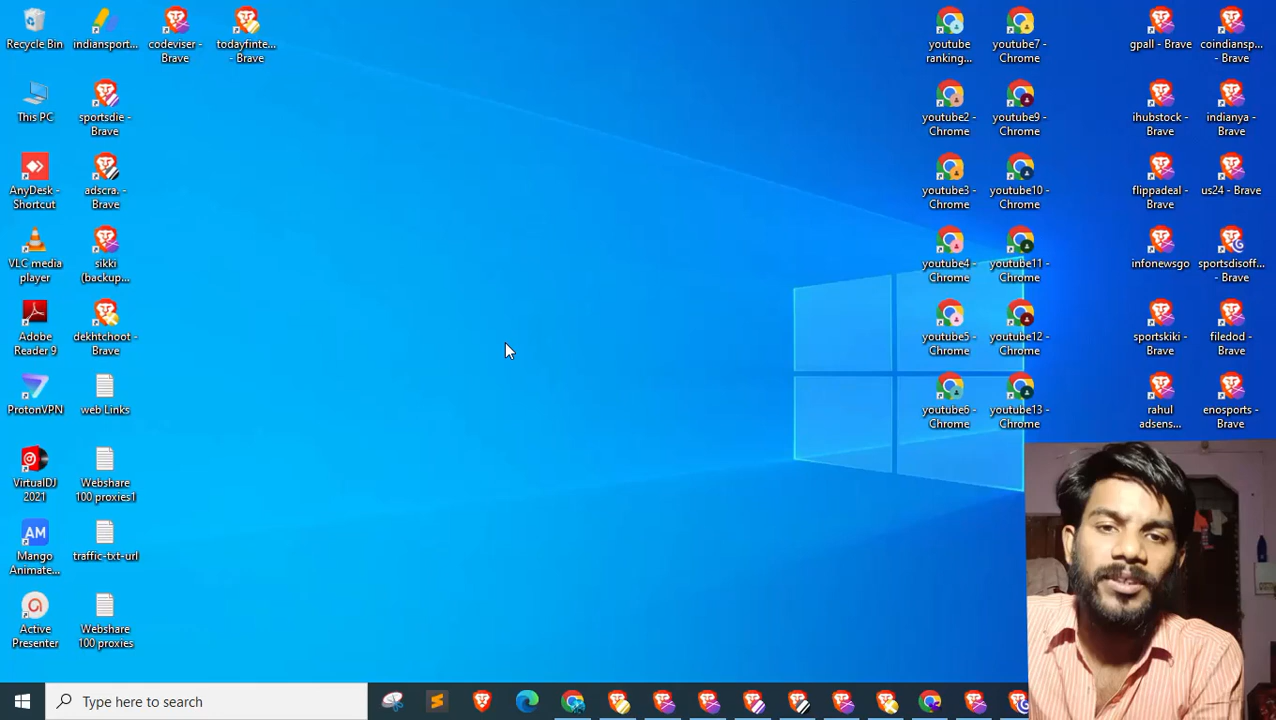 Recycle Bin
indiansport...
codeviser -
Brave
todayfinte...
- Brave
This PC
sportsdie -
Brave
AnyDesk -
Shortcut
adscra. -
Brave
VLC media
player
sikki
(backup...
Adobe
Reader 9
dekhtchoot -
Brave
ProtonVPN
web Links
VirtualDJ
2021
Webshare
100 proxies1
AM
Mango
Animate...
traffic-txt-url
Active
Presenter
Webshare
100 proxies
youtube
ranking...
youtube7 -
Chrome
youtube2 -
Chrome
youtube9 -
Chrome
youtube3 -
Chrome
youtube10 -
Chrome
youtube4 -
Chrome
youtube11 -
Chrome
youtube5 -
Chrome
youtube12 -
Chrome
youtube6 -
Chrome
youtube13 -
Chrome
gpall - Brave
coindiansp...
- Brave
ihubstock -
Brave
indianya -
Brave
flippadeal -
Brave
us24 - Brave
infonewsgo
sportsdisoff...
- Brave
sportskiki -
Brave
filedod -
Brave
rahul
adsens...
enosports -
Brave
Type here to search